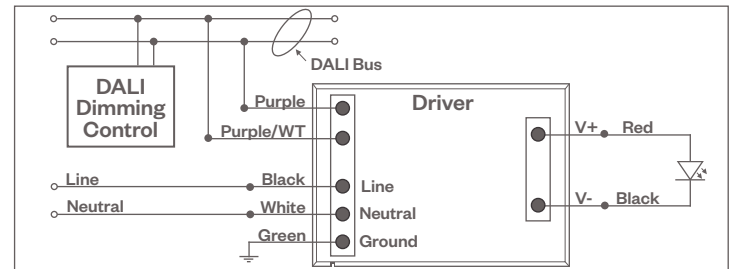 DALI Bus
DALI
Dimming
Control
Driver
Purple
Purple/WT
V+ Red
Line Black Line
V- Black
Neutral White Neutral
Green Ground